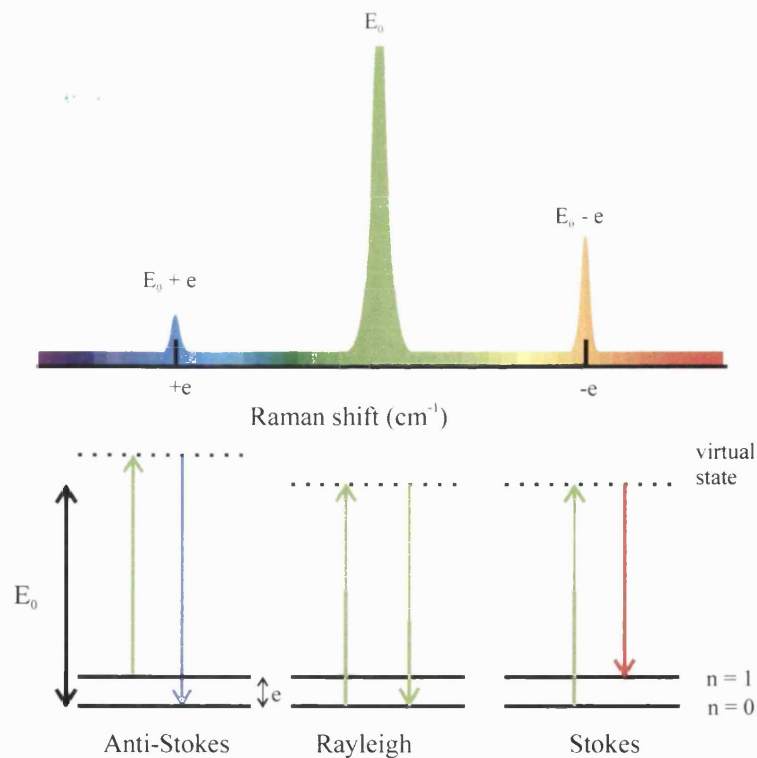 E₀
E₀ - e
E₀ + e
+e
-e
Raman shift (cm⁻¹)
virtual
state
E₀
e
n = 1
n = 0
Anti-Stokes
Rayleigh
Stokes